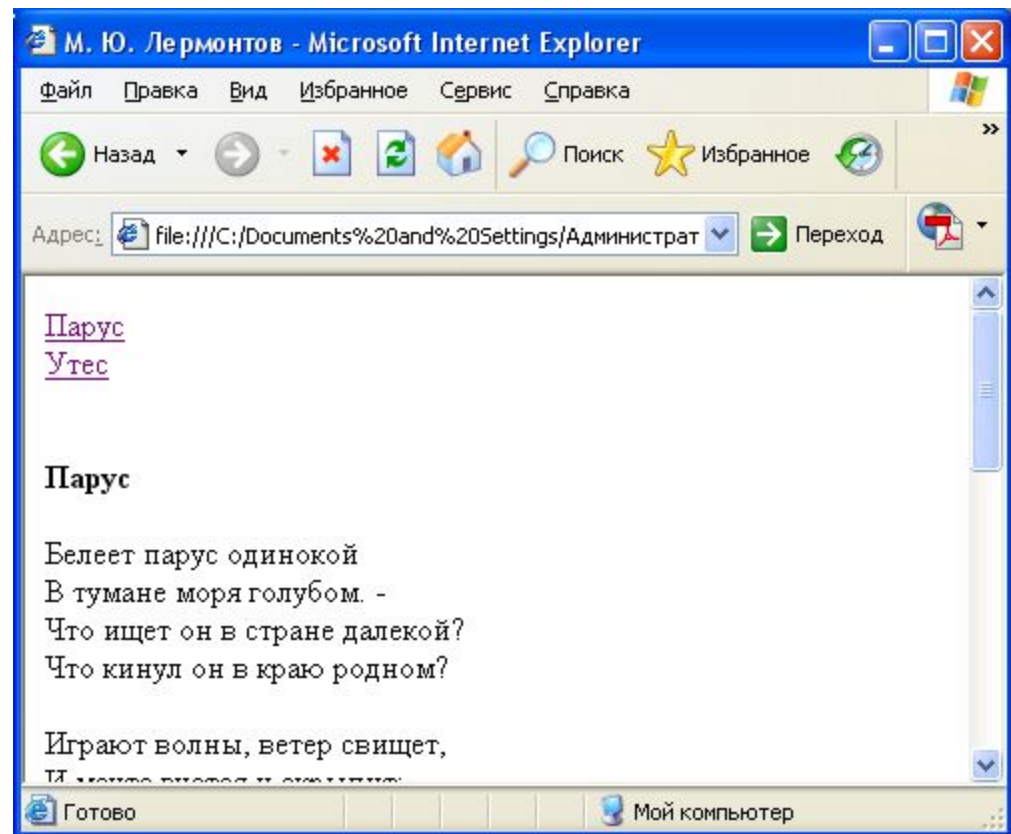 М. Ю. Лермонтов - Microsoft Internet Explorer
Файл Правка Вид Избранное Сервис Справка
Назад Поиск Избранное »
Адрес: file:///C:/Documents%20and%20Settings/Администрат Переход
Парус
Утес
Парус
Белеет парус одинокой
В тумане моря голубом. -
Что ищет он в стране далекой?
Что кинул он в краю родном?
Играют волны, ветер свищет,
Готово Мой компьютер